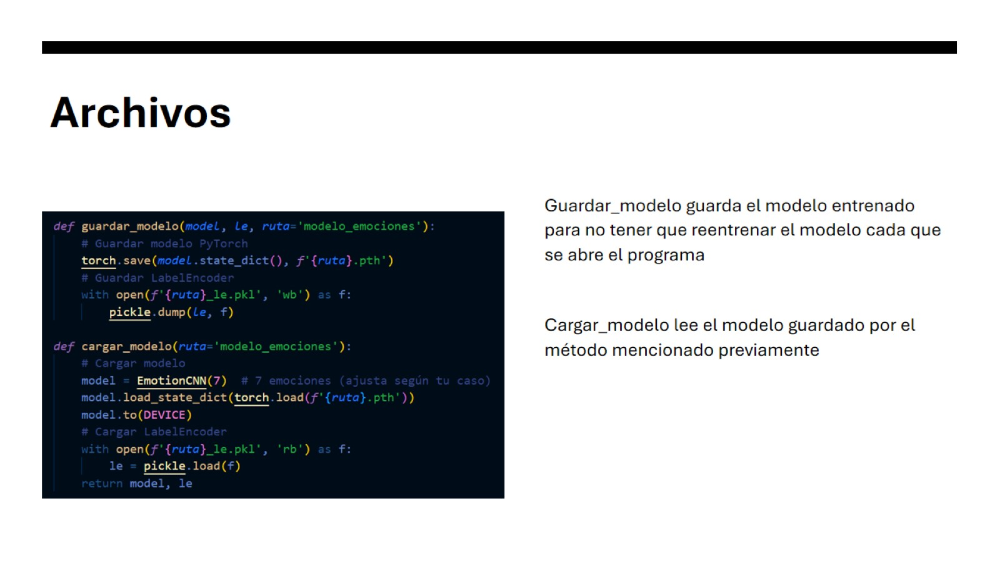 Archivos
def guardar_modelo(model, le, ruta='modelo_emociones'):
    # Guardar modelo PyTorch
    torch.save(model.state_dict(), f'{ruta}.pth')
    # Guardar LabelEncoder
    with open(f'{ruta}_le.pkl', 'wb') as f:
        pickle.dump(le, f)
def cargar_modelo(ruta='modelo_emociones'):
    # Cargar modelo
    model = EmotionCNN(7)  # 7 emociones (ajusta según tu caso)
    model.load_state_dict(torch.load(f'{ruta}.pth'))
    model.to(DEVICE)
    # Cargar LabelEncoder
    with open(f'{ruta}_le.pkl', 'rb') as f:
        le = pickle.load(f)
    return model, le
Guardar_modelo guarda el modelo entrenado
para no tener que reentrenar el modelo cada que
se abre el programa
Cargar_modelo lee el modelo guardado por el
método mencionado previamente